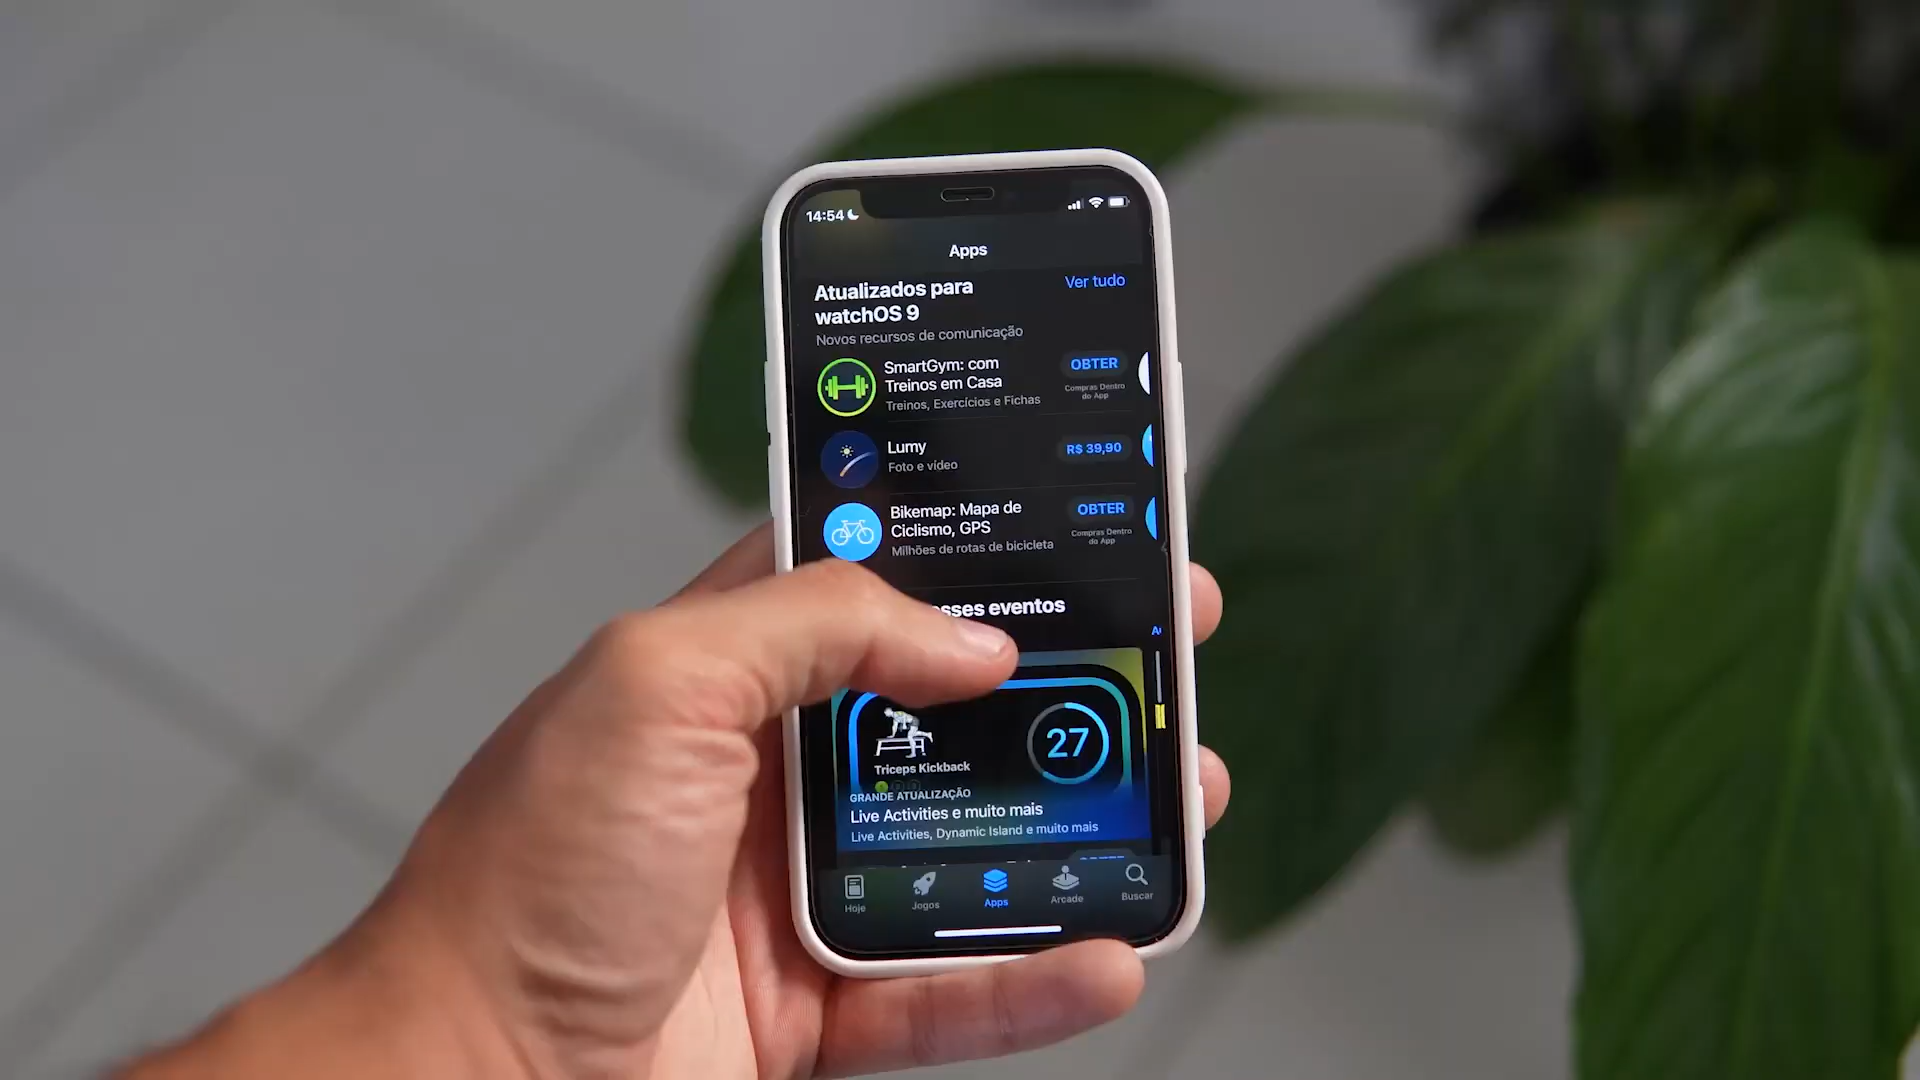 14:54
Apps
Atualizados para
watchOS 9
Ver tudo
Novos recursos de comunicação
SmartGym: com
Treinos em Casa
Treinos, Exercícios e Fichas
OBTER
Compras Dentro
do App
Lumy
Foto e vídeo
R$ 39,90
Bikemap: Mapa de
Ciclismo, GPS
Milhões de rotas de bicicleta
OBTER
Compras Dentro
do App
esses eventos
27
Triceps Kickback
GRANDE ATUALIZAÇÃO
Live Activities e muito mais
Live Activities, Dynamic Island e muito mais
Hoje
Jogos
Apps
Arcade
Buscar